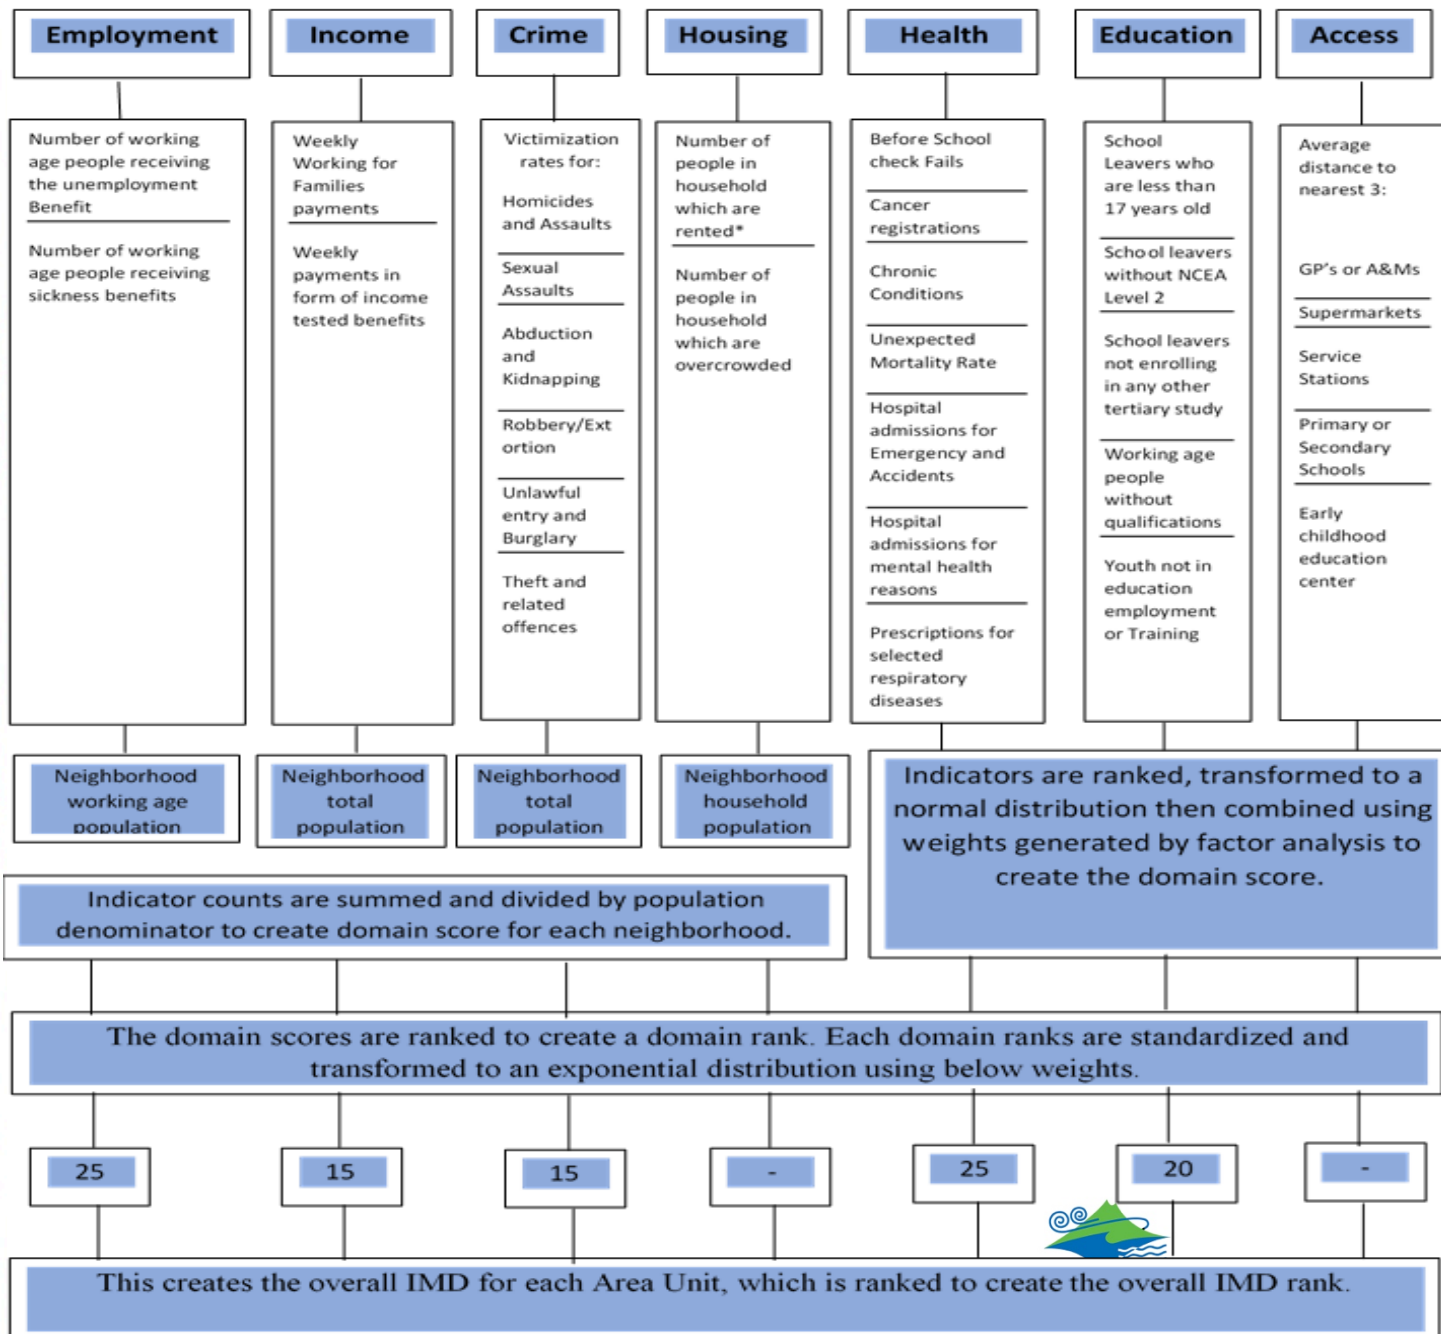 Employment
Income
Crime
Housing
Health
Education
Access
Number of working
age people receiving
the unemployment
Benefit
Number of working
age people receiving
sickness benefits
Weekly
Working for
Families
payments
Weekly
payments in
form of income
tested benefits
Victimization
rates for:
Homicides
and Assaults
Sexual
Assaults
Abduction
and
Kidnapping
Robbery/Ext
ortion
Unlawful
entry and
Burglary
Theft and
related
offences
Number of
people in
household
which are
rented*
Number of
people in
household
which are
overcrowded
Before School
check Fails
Cancer
registrations
Chronic
Conditions
Unexpected
Mortality Rate
Hospital
admissions for
Emergency and
Accidents
Hospital
admissions for
mental health
reasons
Prescriptions for
selected
respiratory
diseases
School
Leavers who
are less than
17 years old
School leavers
without NCEA
Level 2
School leavers
not enrolling
in any other
tertiary study
Working age
people
without
qualifications
Youth not in
education
employment
or Training
Average
distance to
nearest 3:
GP's or A&Ms
Supermarkets
Service
Stations
Primary or
Secondary
Schools
Early
childhood
education
center
Neighborhood
working age
population
Neighborhood
total
population
Neighborhood
total
population
Neighborhood
household
population
Indicators are ranked, transformed to a
normal distribution then combined using
weights generated by factor analysis to
create the domain score.
Indicator counts are summed and divided by population
denominator to create domain score for each neighborhood.
The domain scores are ranked to create a domain rank. Each domain ranks are standardized and
transformed to an exponential distribution using below weights.
25
15
15
-
25
20
-
This creates the overall IMD for each Area Unit, which is ranked to create the overall IMD rank.